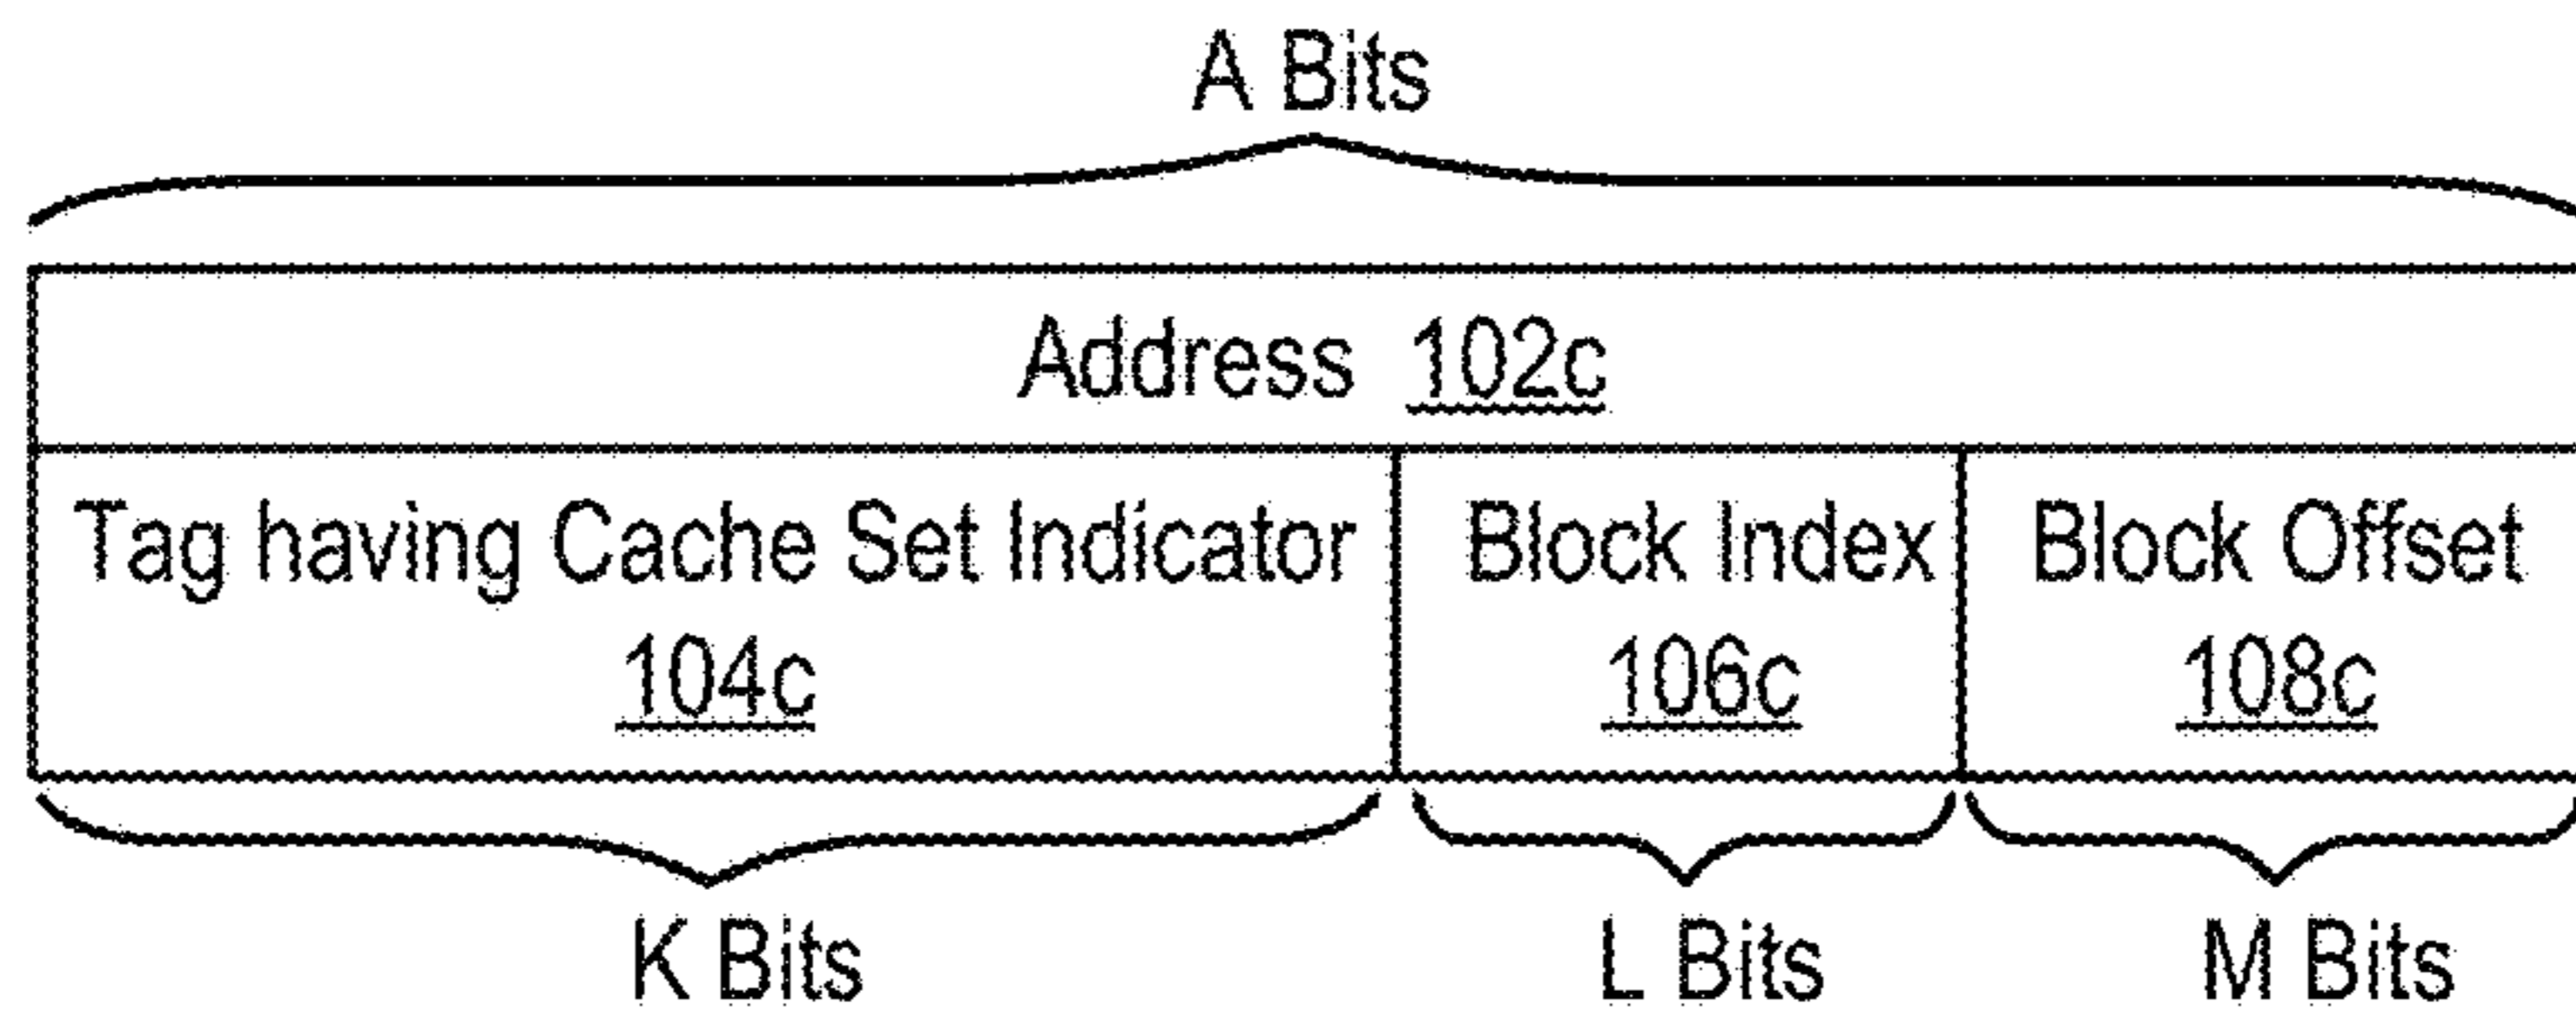 A Bits
Address 102c
Tag having Cache Set Indicator Block Index Block Offset
104c 106c 108c
K Bits L Bits M Bits